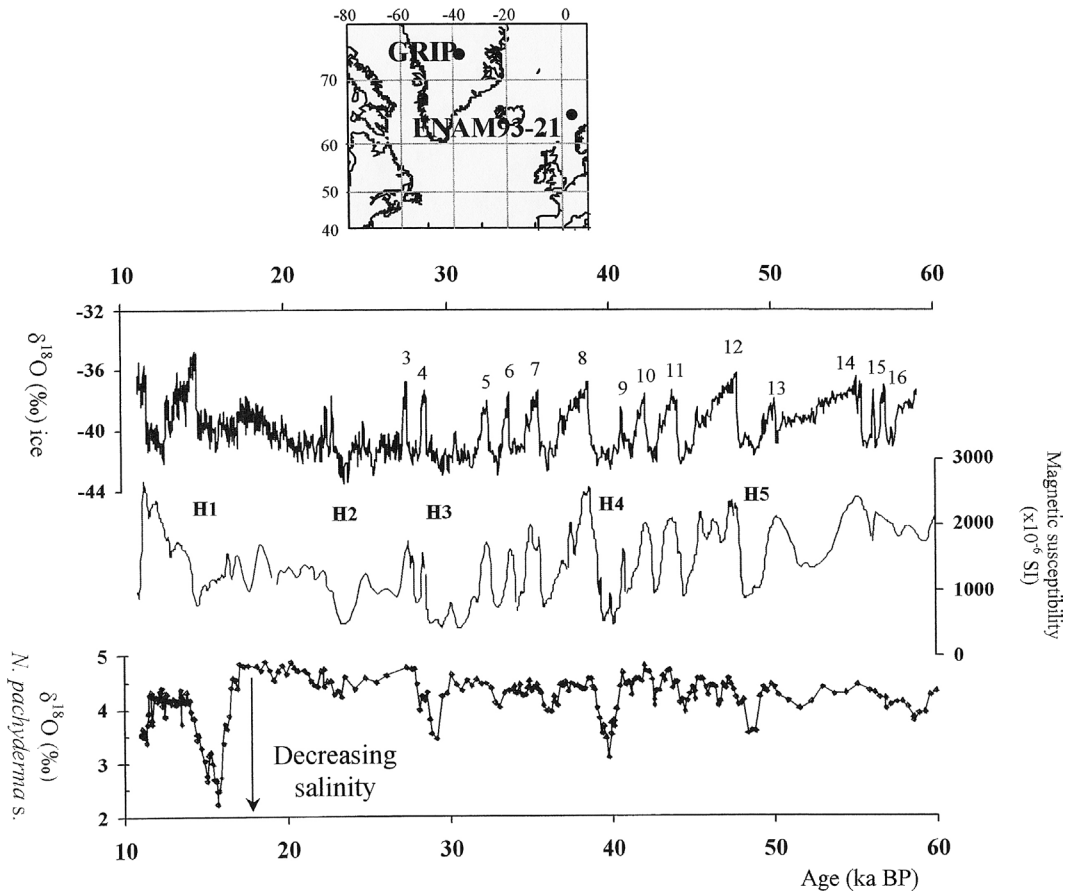 -80 -60 -40 -20 0
GRIP
70
ENAM93-21
60
50
40
10 20 30 40 50 60
-32
-36
-40
-44
δ¹⁸O (‰) ice
3 4 5 6 7 8 9 10 11 12 13 14 15 16
3000
2000
1000
0
Magnetic susceptibility
(x10⁻⁶ SI)
H1 H2 H3 H4 H5
5
4
3
2
N. pachyderma s.
δ¹⁸O (‰)
Decreasing
salinity
10 20 30 40 50 60
Age (ka BP)